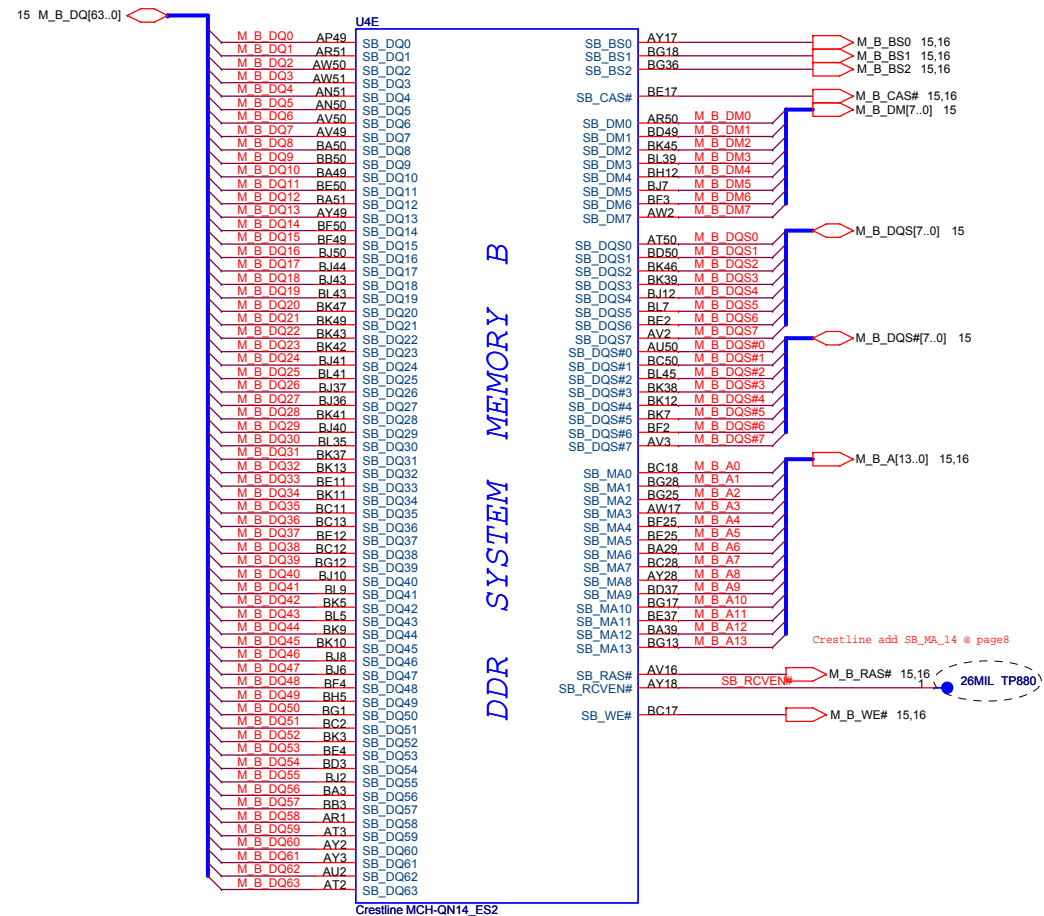 15 M_B_DQ[63..0]
U4E
M_B_DQ0 AP49 SB_DQ0
M_B_DQ1 AR51 SB_DQ1
M_B_DQ2 AW50 SB_DQ2
M_B_DQ3 AW51 SB_DQ3
M_B_DQ4 AN51 SB_DQ4
M_B_DQ5 AN50 SB_DQ5
M_B_DQ6 AV50 SB_DQ6
M_B_DQ7 AV49 SB_DQ7
M_B_DQ8 BA50 SB_DQ8
M_B_DQ9 BB50 SB_DQ9
M_B_DQ10 BA49 SB_DQ10
M_B_DQ11 BE50 SB_DQ11
M_B_DQ12 BA51 SB_DQ12
M_B_DQ13 AY49 SB_DQ13
M_B_DQ14 BF50 SB_DQ14
M_B_DQ15 BF49 SB_DQ15
M_B_DQ16 BJ50 SB_DQ16
M_B_DQ17 BJ44 SB_DQ17
M_B_DQ18 BJ43 SB_DQ18
M_B_DQ19 BL43 SB_DQ19
M_B_DQ20 BK47 SB_DQ20
M_B_DQ21 BK49 SB_DQ21
M_B_DQ22 BK43 SB_DQ22
M_B_DQ23 BK42 SB_DQ23
M_B_DQ24 BJ41 SB_DQ24
M_B_DQ25 BL41 SB_DQ25
M_B_DQ26 BJ37 SB_DQ26
M_B_DQ27 BJ36 SB_DQ27
M_B_DQ28 BK41 SB_DQ28
M_B_DQ29 BJ40 SB_DQ29
M_B_DQ30 BL35 SB_DQ30
M_B_DQ31 BK37 SB_DQ31
M_B_DQ32 BK13 SB_DQ32
M_B_DQ33 BE11 SB_DQ33
M_B_DQ34 BK11 SB_DQ34
M_B_DQ35 BC11 SB_DQ35
M_B_DQ36 BC13 SB_DQ36
M_B_DQ37 BE12 SB_DQ37
M_B_DQ38 BC12 SB_DQ38
M_B_DQ39 BG12 SB_DQ39
M_B_DQ40 BJ10 SB_DQ40
M_B_DQ41 BL9 SB_DQ41
M_B_DQ42 BK5 SB_DQ42
M_B_DQ43 BL5 SB_DQ43
M_B_DQ44 BK9 SB_DQ44
M_B_DQ45 BK10 SB_DQ45
M_B_DQ46 BJ8 SB_DQ46
M_B_DQ47 BJ6 SB_DQ47
M_B_DQ48 BF4 SB_DQ48
M_B_DQ49 BH5 SB_DQ49
M_B_DQ50 BG1 SB_DQ50
M_B_DQ51 BC2 SB_DQ51
M_B_DQ52 BK3 SB_DQ52
M_B_DQ53 BE4 SB_DQ53
M_B_DQ54 BD3 SB_DQ54
M_B_DQ55 BJ2 SB_DQ55
M_B_DQ56 BA3 SB_DQ56
M_B_DQ57 BB3 SB_DQ57
M_B_DQ58 AR1 SB_DQ58
M_B_DQ59 AT3 SB_DQ59
M_B_DQ60 AY2 SB_DQ60
M_B_DQ61 AY3 SB_DQ61
M_B_DQ62 AU2 SB_DQ62
M_B_DQ63 AT2 SB_DQ63
DDR SYSTEM MEMORY B
SB_BS0 AY17 M_B_BS0 15,16
SB_BS1 BG18 M_B_BS1 15,16
SB_BS2 BG36 M_B_BS2 15,16
SB_CAS# BE17 M_B_CAS# 15,16
M_B_DM[7..0] 15
SB_DM0 AR50 M_B_DM0
SB_DM1 BD49 M_B_DM1
SB_DM2 BK45 M_B_DM2
SB_DM3 BL39 M_B_DM3
SB_DM4 BH12 M_B_DM4
SB_DM5 BJ7 M_B_DM5
SB_DM6 BF3 M_B_DM6
SB_DM7 AW2 M_B_DM7
M_B_DQS[7..0] 15
SB_DQS0 AT50 M_B_DQS0
SB_DQS1 BD50 M_B_DQS1
SB_DQS2 BK46 M_B_DQS2
SB_DQS3 BK39 M_B_DQS3
SB_DQS4 BJ12 M_B_DQS4
SB_DQS5 BL7 M_B_DQS5
SB_DQS6 BE2 M_B_DQS6
SB_DQS7 AV2 M_B_DQS7
M_B_DQS#[7..0] 15
SB_DQS#0 AU50 M_B_DQS#0
SB_DQS#1 BC50 M_B_DQS#1
SB_DQS#2 BL45 M_B_DQS#2
SB_DQS#3 BK38 M_B_DQS#3
SB_DQS#4 BK12 M_B_DQS#4
SB_DQS#5 BK7 M_B_DQS#5
SB_DQS#6 BF2 M_B_DQS#6
SB_DQS#7 AV3 M_B_DQS#7
M_B_A[13..0] 15,16
SB_MA0 BC18 M_B_A0
SB_MA1 BG28 M_B_A1
SB_MA2 BG25 M_B_A2
SB_MA3 AW17 M_B_A3
SB_MA4 BF25 M_B_A4
SB_MA5 BE25 M_B_A5
SB_MA6 BA29 M_B_A6
SB_MA7 BC28 M_B_A7
SB_MA8 AY28 M_B_A8
SB_MA9 BD37 M_B_A9
SB_MA10 BG17 M_B_A10
SB_MA11 BE37 M_B_A11
SB_MA12 BA39 M_B_A12
SB_MA13 BG13 M_B_A13
Crestline add SB_MA_14 @ page8
SB_RAS# AV16 M_B_RAS# 15,16
SB_RCVEN# AY18 SB_RCVEN# 1 26MIL TP880
SB_WE# BC17 M_B_WE# 15,16
Crestline MCH-QN14_ES2